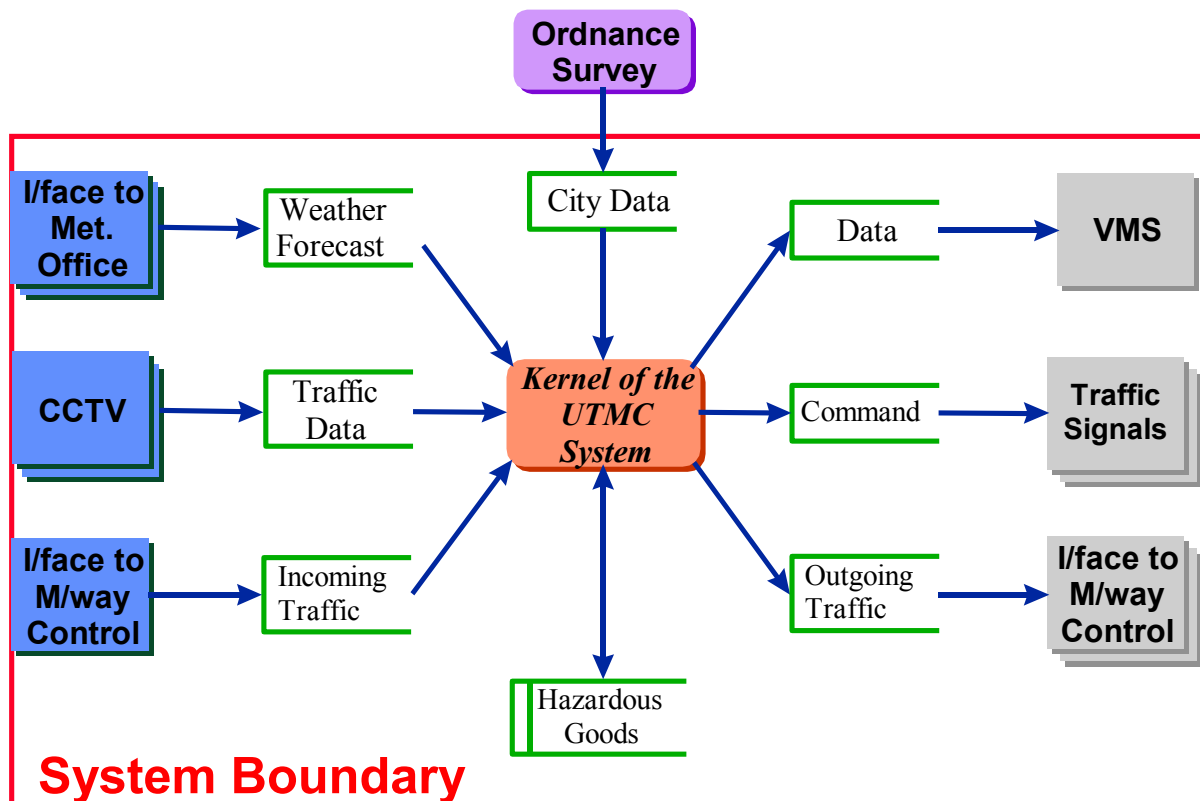 Ordnance
Survey
I/face to
Met.
Office
Weather
Forecast
City Data
Data
VMS
CCTV
Traffic
Data
Kernel of the
UTMC
System
Command
Traffic
Signals
I/face to
M/way
Control
Incoming
Traffic
Outgoing
Traffic
I/face to
M/way
Control
Hazardous
Goods
System Boundary